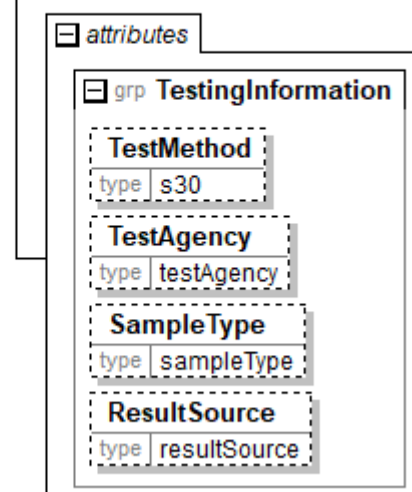 attributes
grp TestingInformation
TestMethod
type s30
TestAgency
type testAgency
SampleType
type sampleType
ResultSource
type resultSource